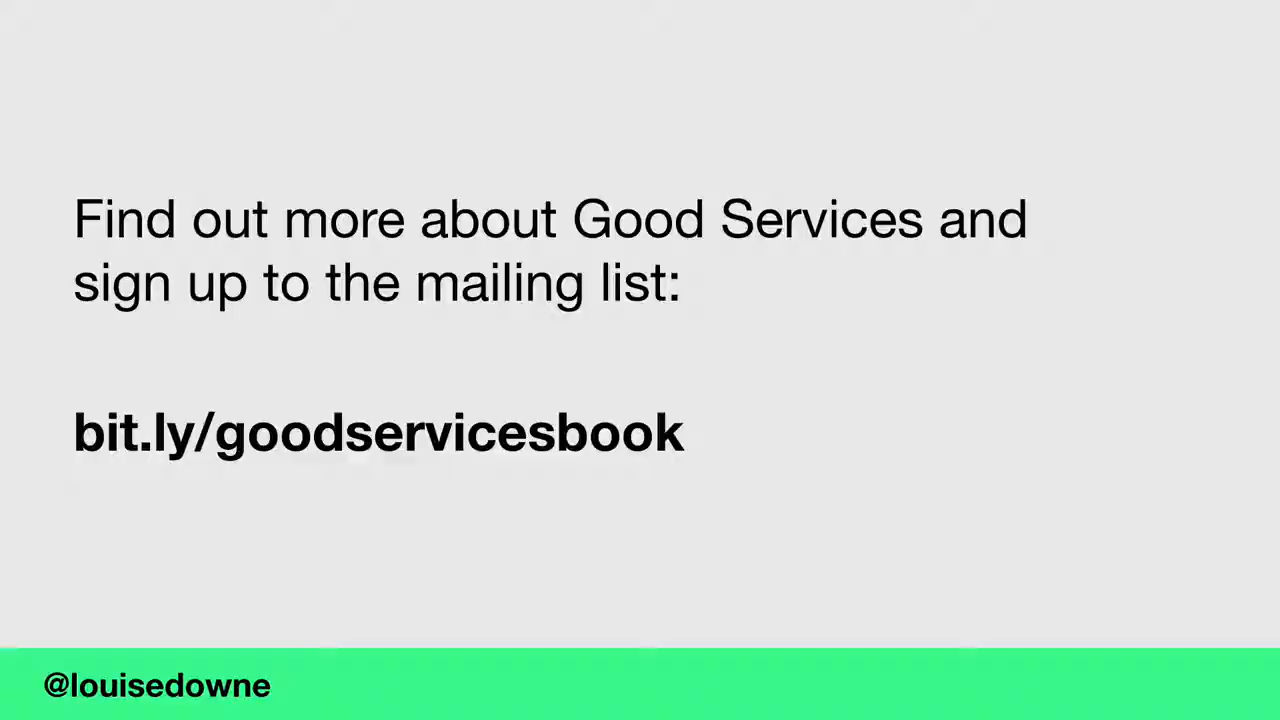 Find out more about Good Services and
sign up to the mailing list:
bit.ly/goodservicesbook
@louisedowne